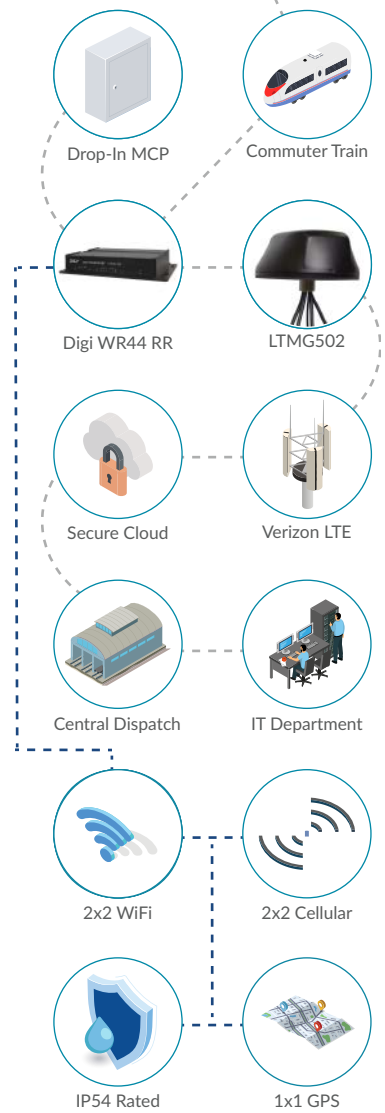 Drop-In MCP
Commuter Train
Digi WR44 RR
LTMG502
Secure Cloud
Verizon LTE
Central Dispatch
IT Department
2x2 WiFi
2x2 Cellular
IP54 Rated
1x1 GPS